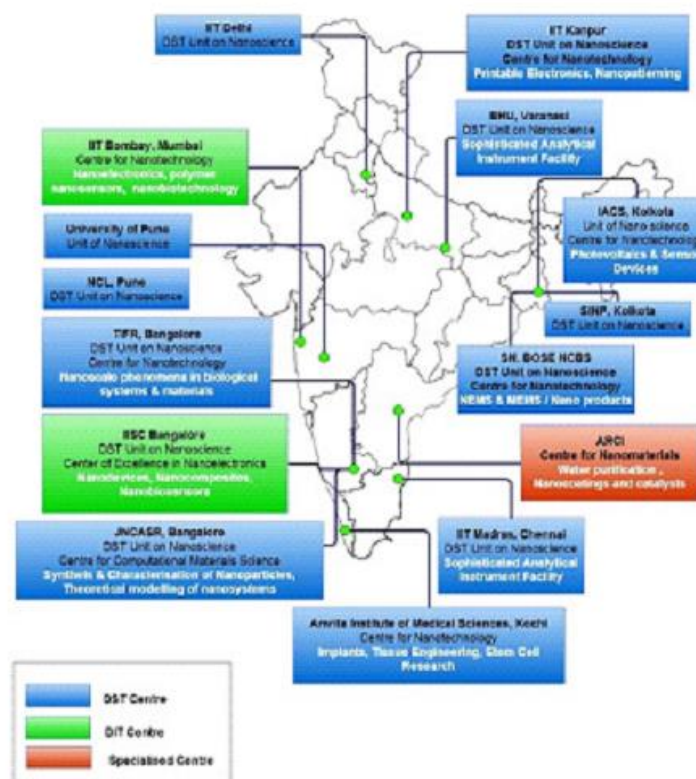 IIT Delhi
DST Unit on Nanoscience
IIT Kanpur
DST Unit on Nanoscience
Centre for Nanotechnology
Printable Electronics, Nanopatterning
BHU, Varanasi
DST Unit on Nanoscience
Sophisticated Analytical
Instrument Facility
IIT Bombay, Mumbai
Centre for Nanotechnology
Nanoelectronics, polymer
nanosensors, nanobiotechnology
University of Pune
Unit of Nanoscience
NCL, Pune
DST Unit on Nanoscience
IACS, Kolkota
Unit of Nanoscience
Centre for Nanotechnology
Photovoltaics & Sensor
Devices
SINP, Kolkota
DST Unit on Nanoscience
TIFR, Bangalore
DST Unit on Nanoscience
Centre for Nanotechnology
Nanoscale phenomena in biological
systems & materials
SN. BOSE NCBS
DST Unit on Nanoscience
Centre for Nanotechnology
NEMS & MEMS / Nano products
IISC Bangalore
DST Unit on Nanoscience
Center of Excellence in Nanoelectronics
Nanodevices, Nanocomposites,
Nanobiosensors
ARCI
Centre for Nanomaterials
Water purification ,
Nanocoatings and catalysts
JNCASR, Bangalore
DST Unit on Nanoscience
Centre for Computational Materials Science
Synthesis & Characterisation of Nanoparticles,
Theoretical modelling of nanosystems
IIT Madras, Chennai
DST Unit on Nanoscience
Sophisticated Analytical
Instrument Facility
Amrita Institute of Medical Sciences, Kochi
Centre for Nanotechnology
Implants, Tissue Engineering, Stem Cell
Research
DST Centre
DIT Centre
Specialised Centre